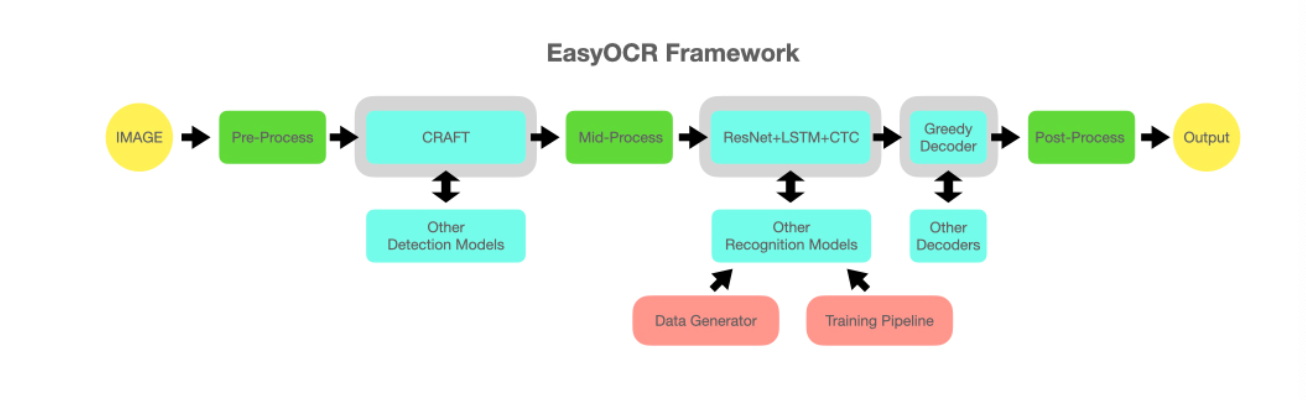 EasyOCR Framework
IMAGE
Pre-Process
CRAFT
Mid-Process
ResNet+LSTM+CTC
Greedy
Decoder
Post-Process
Output
Other
Detection Models
Other
Recognition Models
Other
Decoders
Data Generator
Training Pipeline